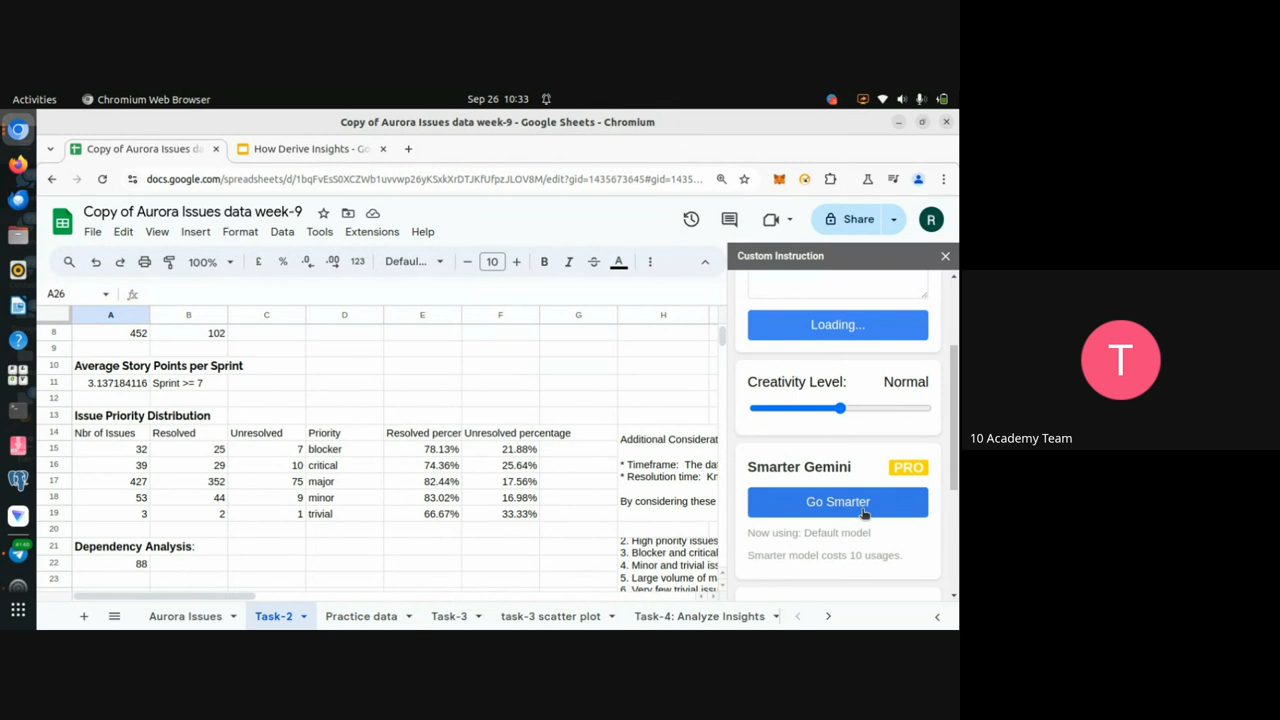 Activities
Chromium Web Browser
Sep 26 10:33
Copy of Aurora Issues data week-9 - Google Sheets - Chromium
Copy of Aurora Issues da
How Derive Insights - Go
docs.google.com/spreadsheets/d/1bqFvEsS0XCZWb1uvvwp26yKSxkXrDTJKfUfpzJLOV8M/edit?gid=1435673645#gid=1435...
Copy of Aurora Issues data week-9
File Edit View Insert Format Data Tools Extensions Help
Share
R
100%
£ % .0 .00 123
Defaul...
10
B I S A
Custom Instruction
A26
fx
A B C D E F G H
8 452 102
9
10 Average Story Points per Sprint
11 3.137184116 Sprint >= 7
12
13 Issue Priority Distribution
14 Nbr of Issues Resolved Unresolved Priority Resolved percer Unresolved percentage
Additional Considerat
15 32 25 7 blocker 78.13% 21.88%
16 39 29 10 critical 74.36% 25.64% * Timeframe: The da
17 427 352 75 major 82.44% 17.56% * Resolution time: Kn
18 53 44 9 minor 83.02% 16.98% By considering these
19 3 2 1 trivial 66.67% 33.33%
20
21 Dependency Analysis:
22 88
23
2. High priority issues
3. Blocker and critical
4. Minor and trivial iss
5. Large volume of m
6. Very few trivial issu
Loading...
Creativity Level: Normal
Smarter Gemini PRO
Go Smarter
Now using: Default model
Smarter model costs 10 usages.
Aurora Issues Task-2 Practice data Task-3 task-3 scatter plot Task-4: Analyze Insights
T
10 Academy Team